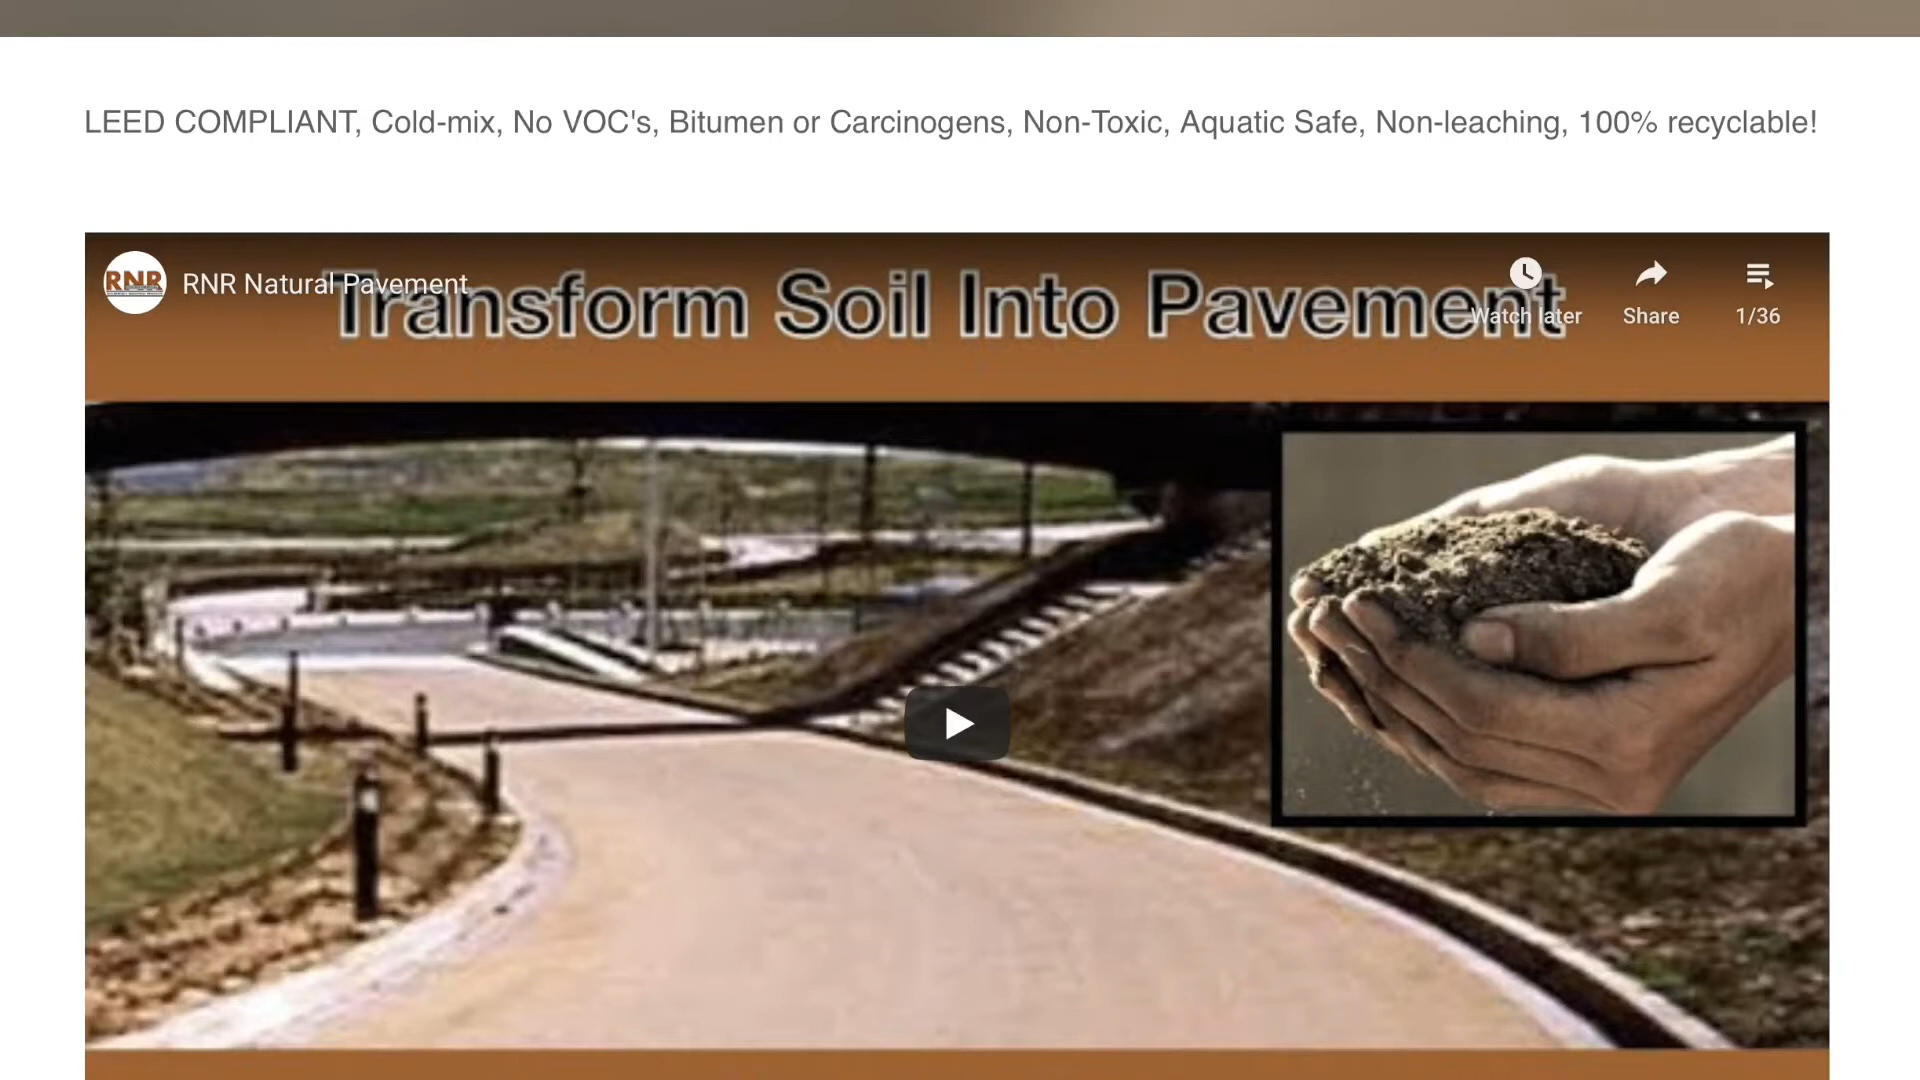 LEED COMPLIANT, Cold-mix, No VOC's, Bitumen or Carcinogens, Non-Toxic, Aquatic Safe, Non-leaching, 100% recyclable!
RNR
RNR Natural Pavement
Transform Soil Into Pavement
Watch later
Share
1/36